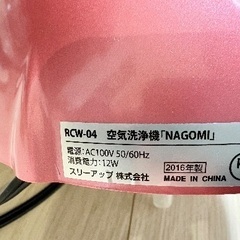 RCW-04 空気洗浄機「NAGOMI」
電源:AC100V 50/60Hz
消費電力:12W
スリーアップ株式会社
2016年製
MADE IN CHINA